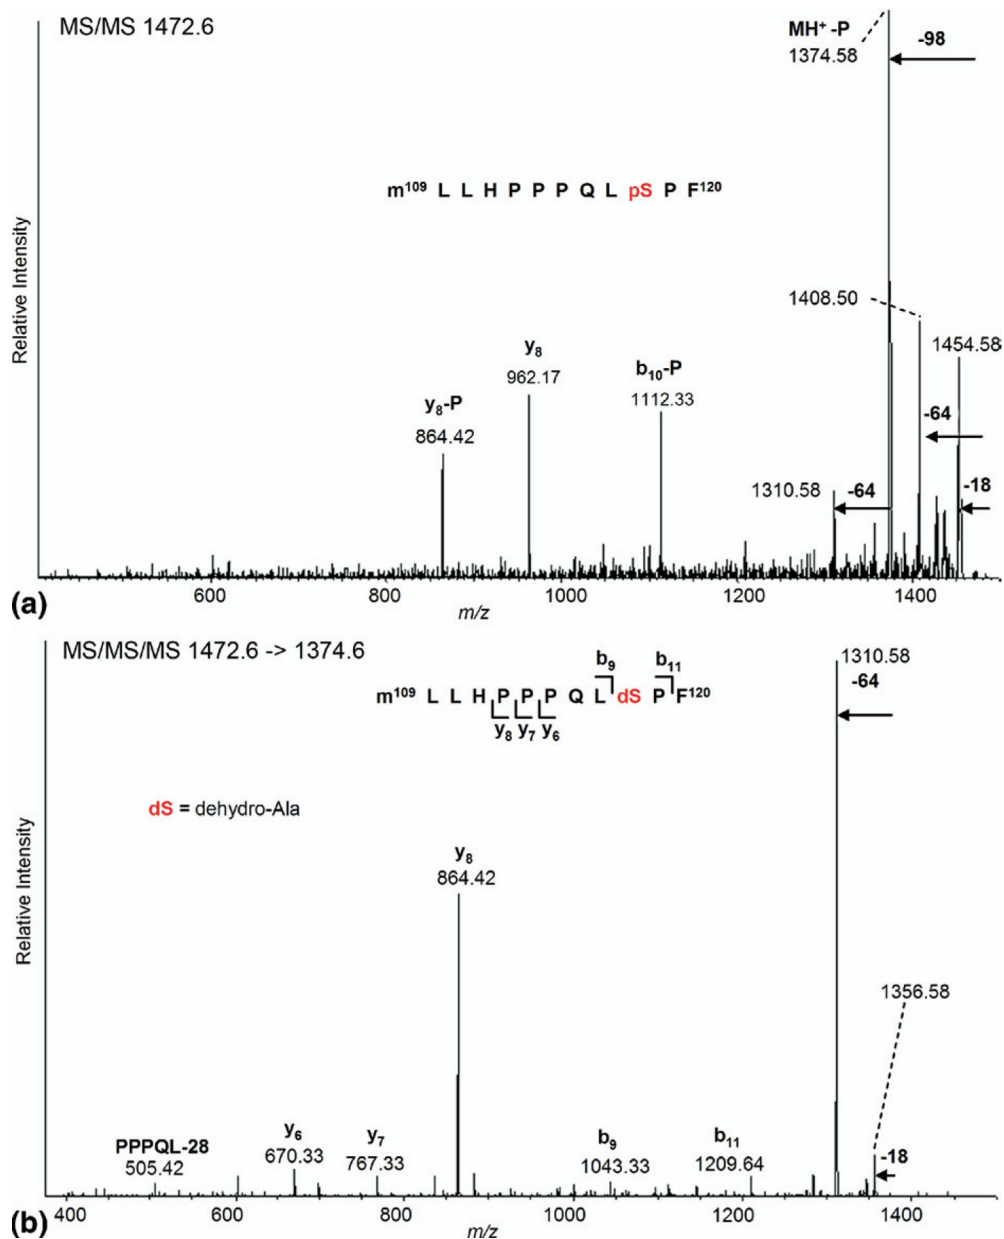 MS/MS 1472.6
MH⁺ -P
1374.58
-98
m¹⁰⁹ L L H P P P Q L pS P F¹²⁰
Relative Intensity
1408.50
1454.58
y₈
962.17
b₁₀-P
1112.33
y₈-P
864.42
-64
1310.58
-64
-18
600
800
1000
1200
1400
m/z
(a)
MS/MS/MS 1472.6 -> 1374.6
b₉ b₁₁
m¹⁰⁹ L L H P P P Q L dS P F¹²⁰
y₈ y₇ y₆
1310.58
-64
dS = dehydro-Ala
Relative Intensity
y₈
864.42
1356.58
PPPQL-28
505.42
y₆
670.33
y₇
767.33
b₉
1043.33
b₁₁
1209.64
-18
400
600
800
1000
1200
1400
m/z
(b)